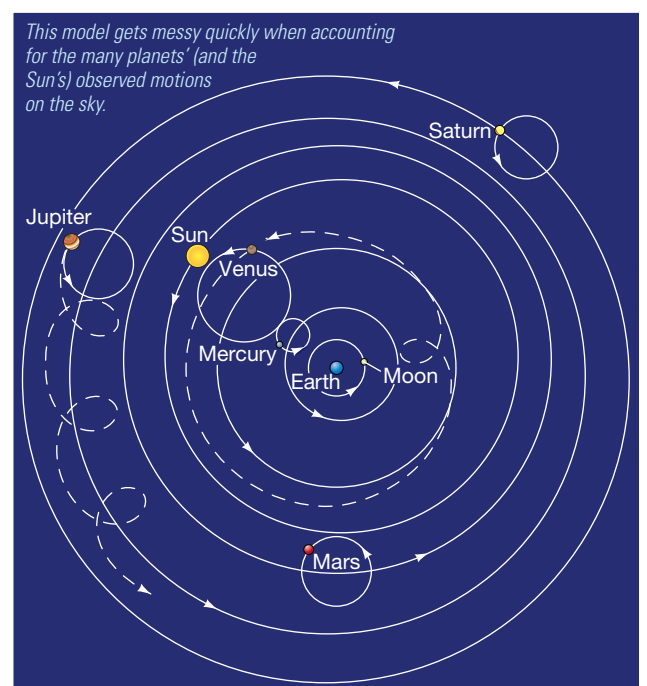 This model gets messy quickly when accounting
for the many planets’ (and the
Sun’s) observed motions
on the sky.
Saturn
Jupiter
Sun
Venus
Mercury
Earth
Moon
Mars